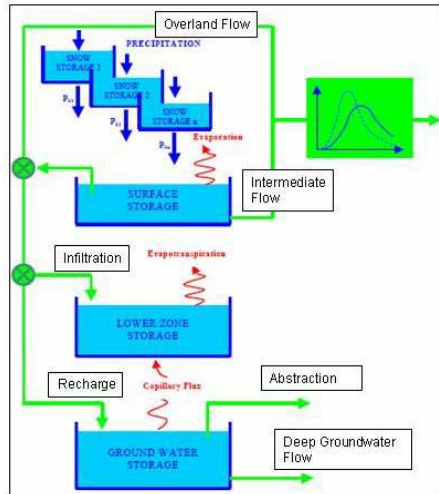 Overland Flow
PRECIPITATION
SNOW
STORAGE 1
SNOW
STORAGE 2
SNOW
STORAGE n
Evaporation
SURFACE
STORAGE
Intermediate
Flow
Infiltration
Evapotranspiration
LOWER ZONE
STORAGE
Recharge
Capillary Flux
Abstraction
GROUND WATER
STORAGE
Deep Groundwater
Flow